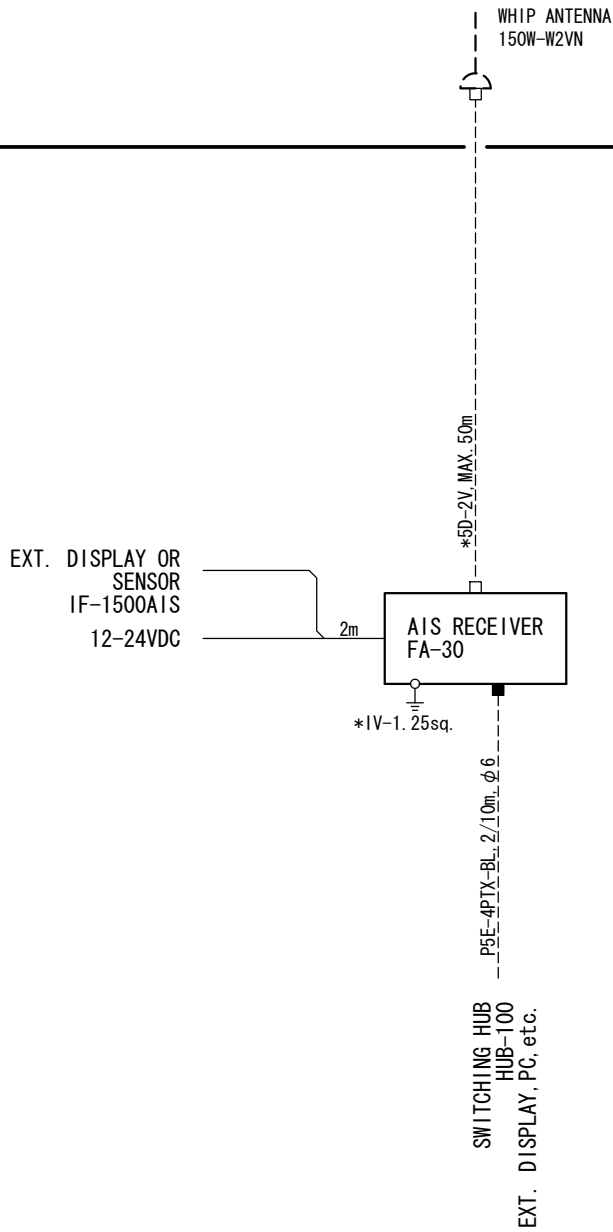 WHIP ANTENNA
150W-W2VN
*5D-2V, MAX. 50m
EXT. DISPLAY OR
SENSOR
IF-1500AIS
12-24VDC
2m
AIS RECEIVER
FA-30
*IV-1.25sq.
P5E-4PTX-BL, 2/10m, φ6
SWITCHING HUB
HUB-100
EXT. DISPLAY, PC, etc.